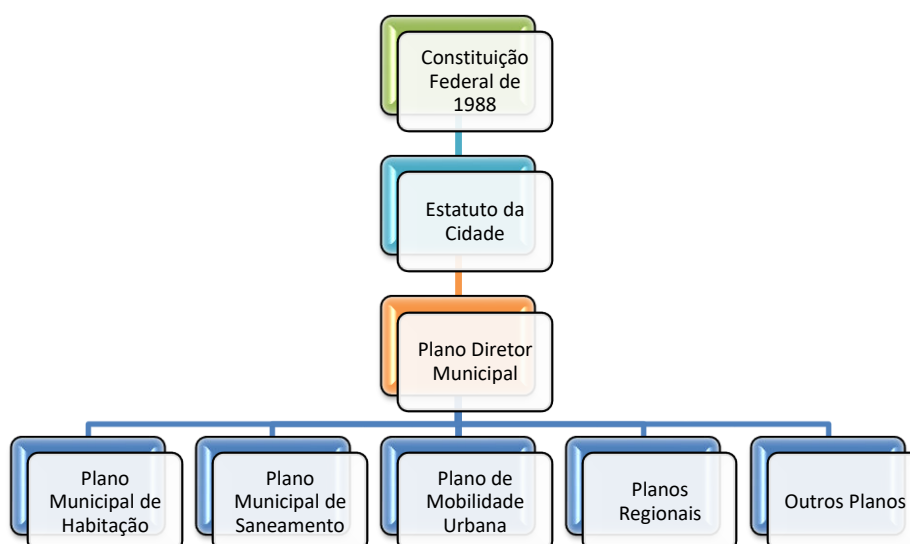 Constituição
Federal de
1988
Estatuto da
Cidade
Plano Diretor
Municipal
Plano
Municipal de
Habitação
Plano
Municipal de
Saneamento
Plano de
Mobilidade
Urbana
Planos
Regionais
Outros Planos